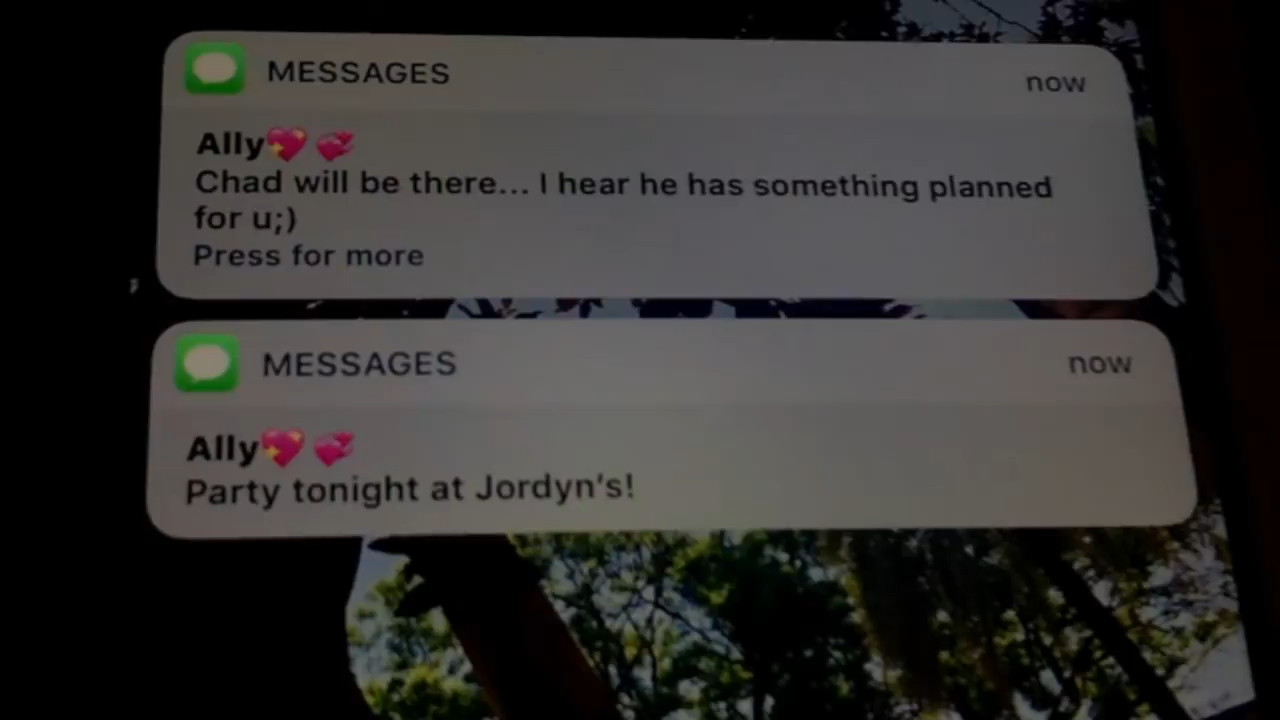 MESSAGES
now
Ally💖 💞
Chad will be there... I hear he has something planned
for u;)
Press for more
MESSAGES
now
Ally💖 💞
Party tonight at Jordyn's!